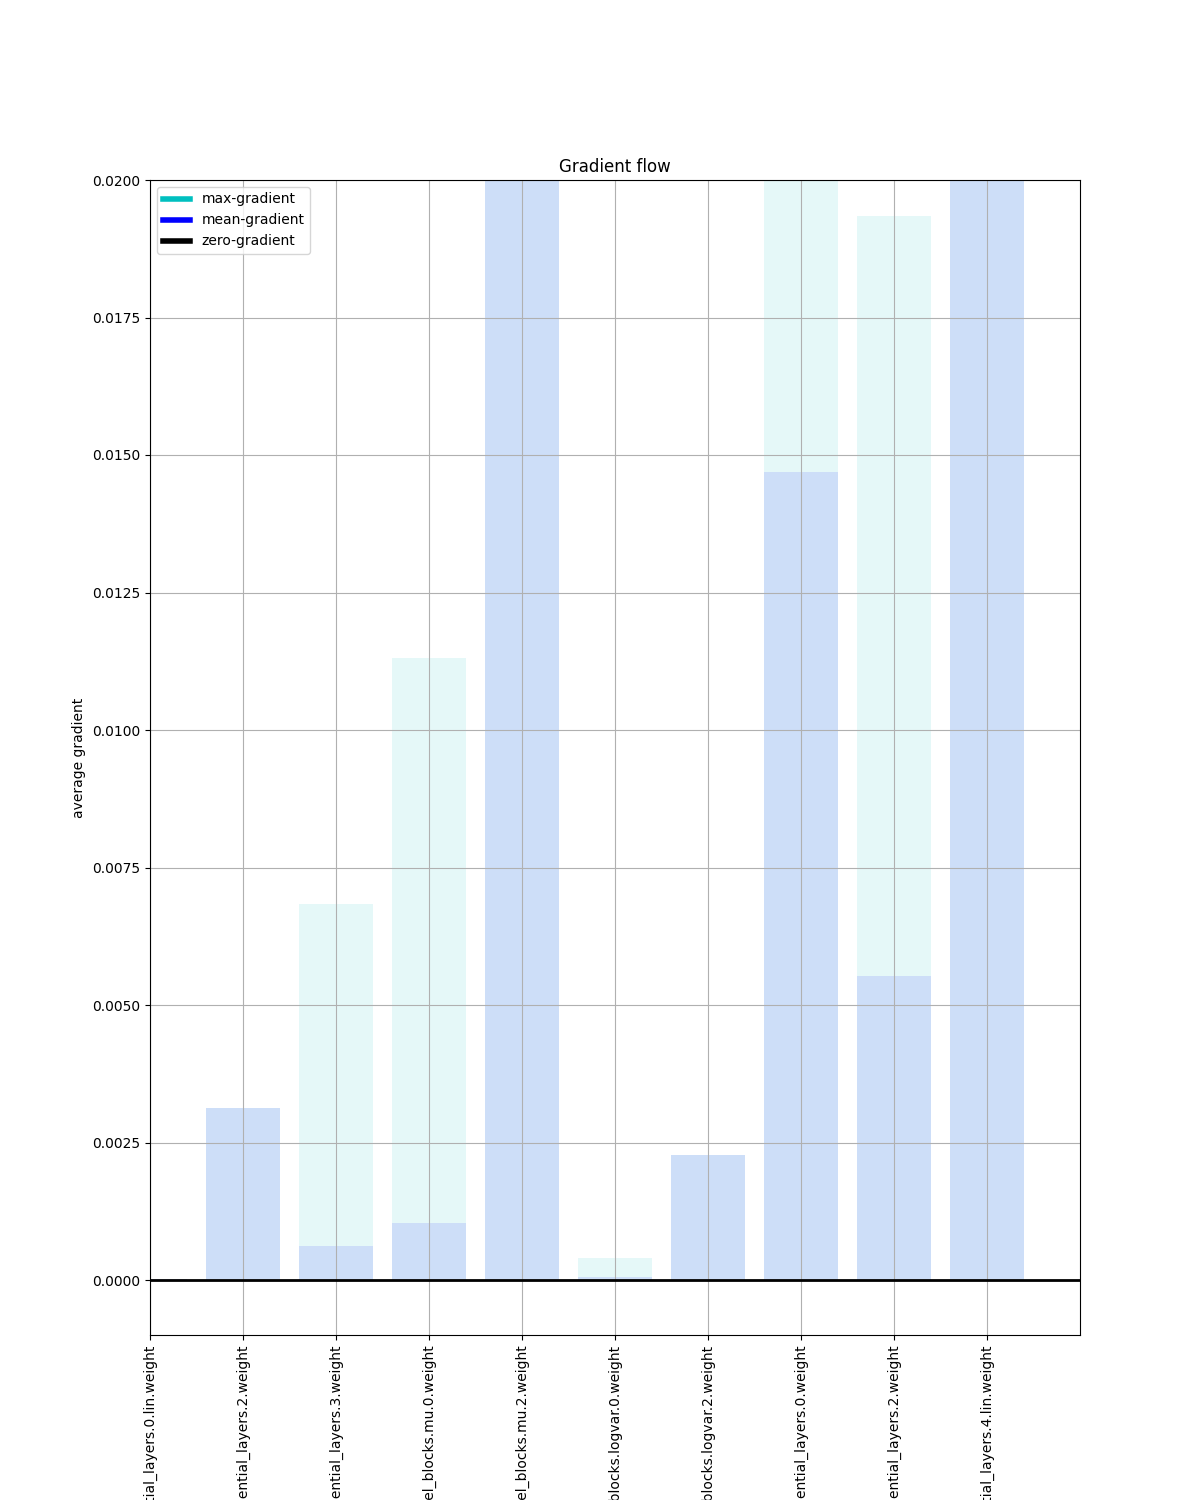 Gradient flow
max-gradient
mean-gradient
zero-gradient
0.0200
0.0175
0.0150
0.0125
0.0100
0.0075
0.0050
0.0025
0.0000
average gradient
tial_layers.0.lin.weight
ential_layers.2.weight
ential_layers.3.weight
el_blocks.mu.0.weight
el_blocks.mu.2.weight
blocks.logvar.0.weight
blocks.logvar.2.weight
ential_layers.0.weight
ential_layers.2.weight
tial_layers.4.lin.weight